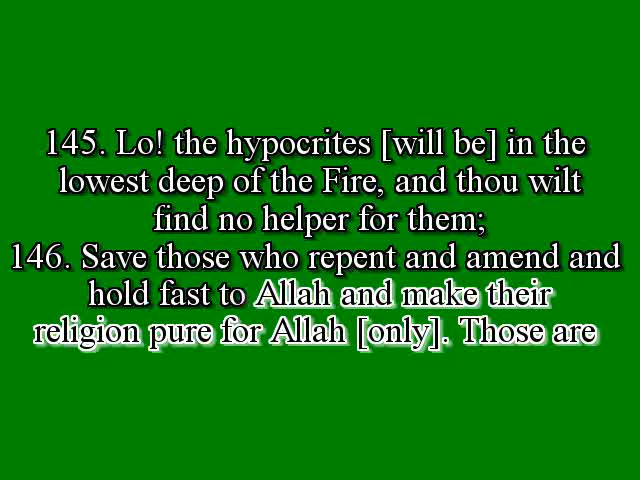 145. Lo! the hypocrites [will be] in the
lowest deep of the Fire, and thou wilt
find no helper for them;
146. Save those who repent and amend and
hold fast to Allah and make their
religion pure for Allah [only]. Those are